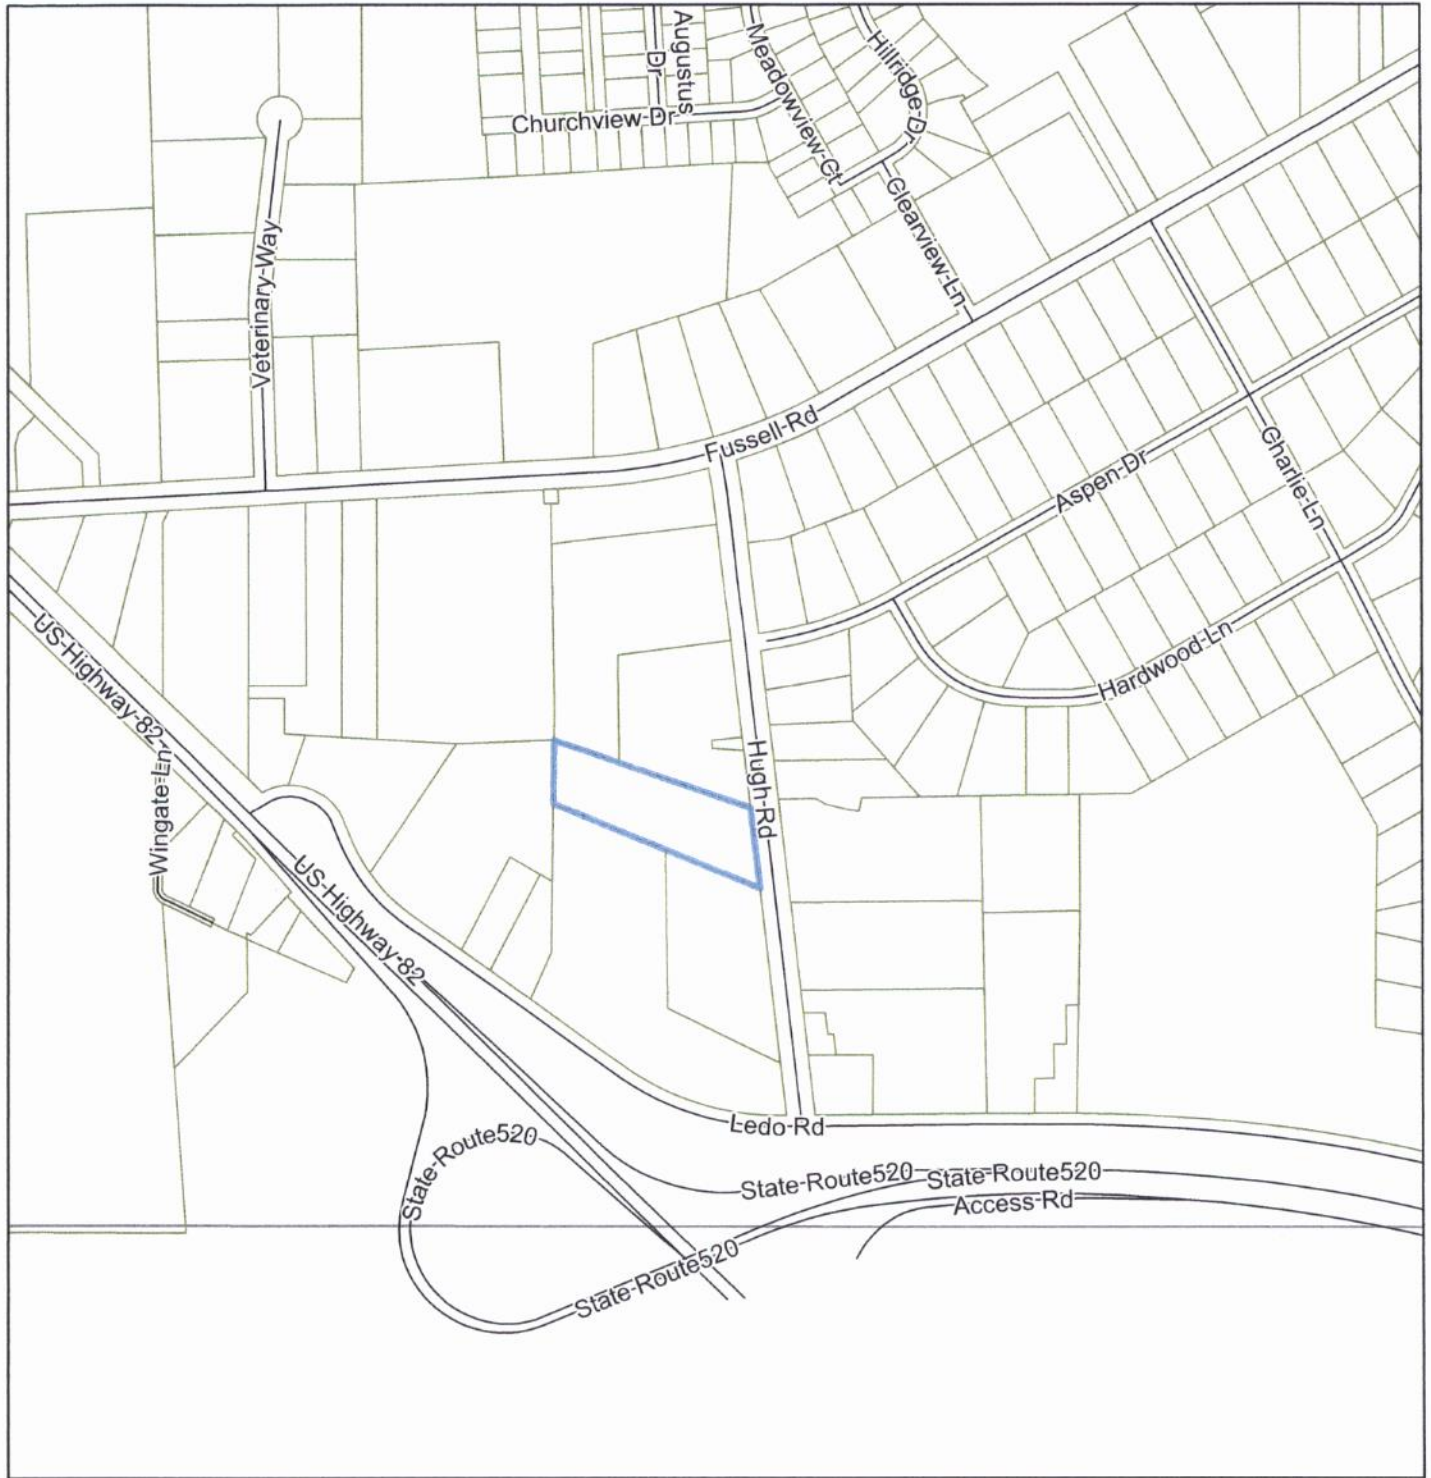 Augustus
Dr
Meadowview-Ct
Hillridge-Dr
Churchview-Dr
Clearview-Ln
Veterinary-Way
Fussell-Rd
Aspen-Dr
Charlie-Ln
Hardwood-Ln
US-Highway-82
Wingate-Ln
Hugh-Rd
US-Highway-82
Ledo-Rd
State-Route520
State-Route520
State-Route520
Access-Rd
State-Route520